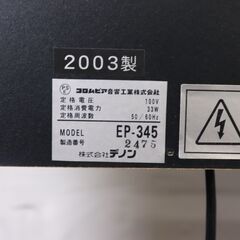 2003製
コロムビア音響工業株式会社
定格電圧 100V
定格消費電力 33W
定格周波数 50/60Hz
MODEL EP-345
製造番号 2475
株式会社デノン